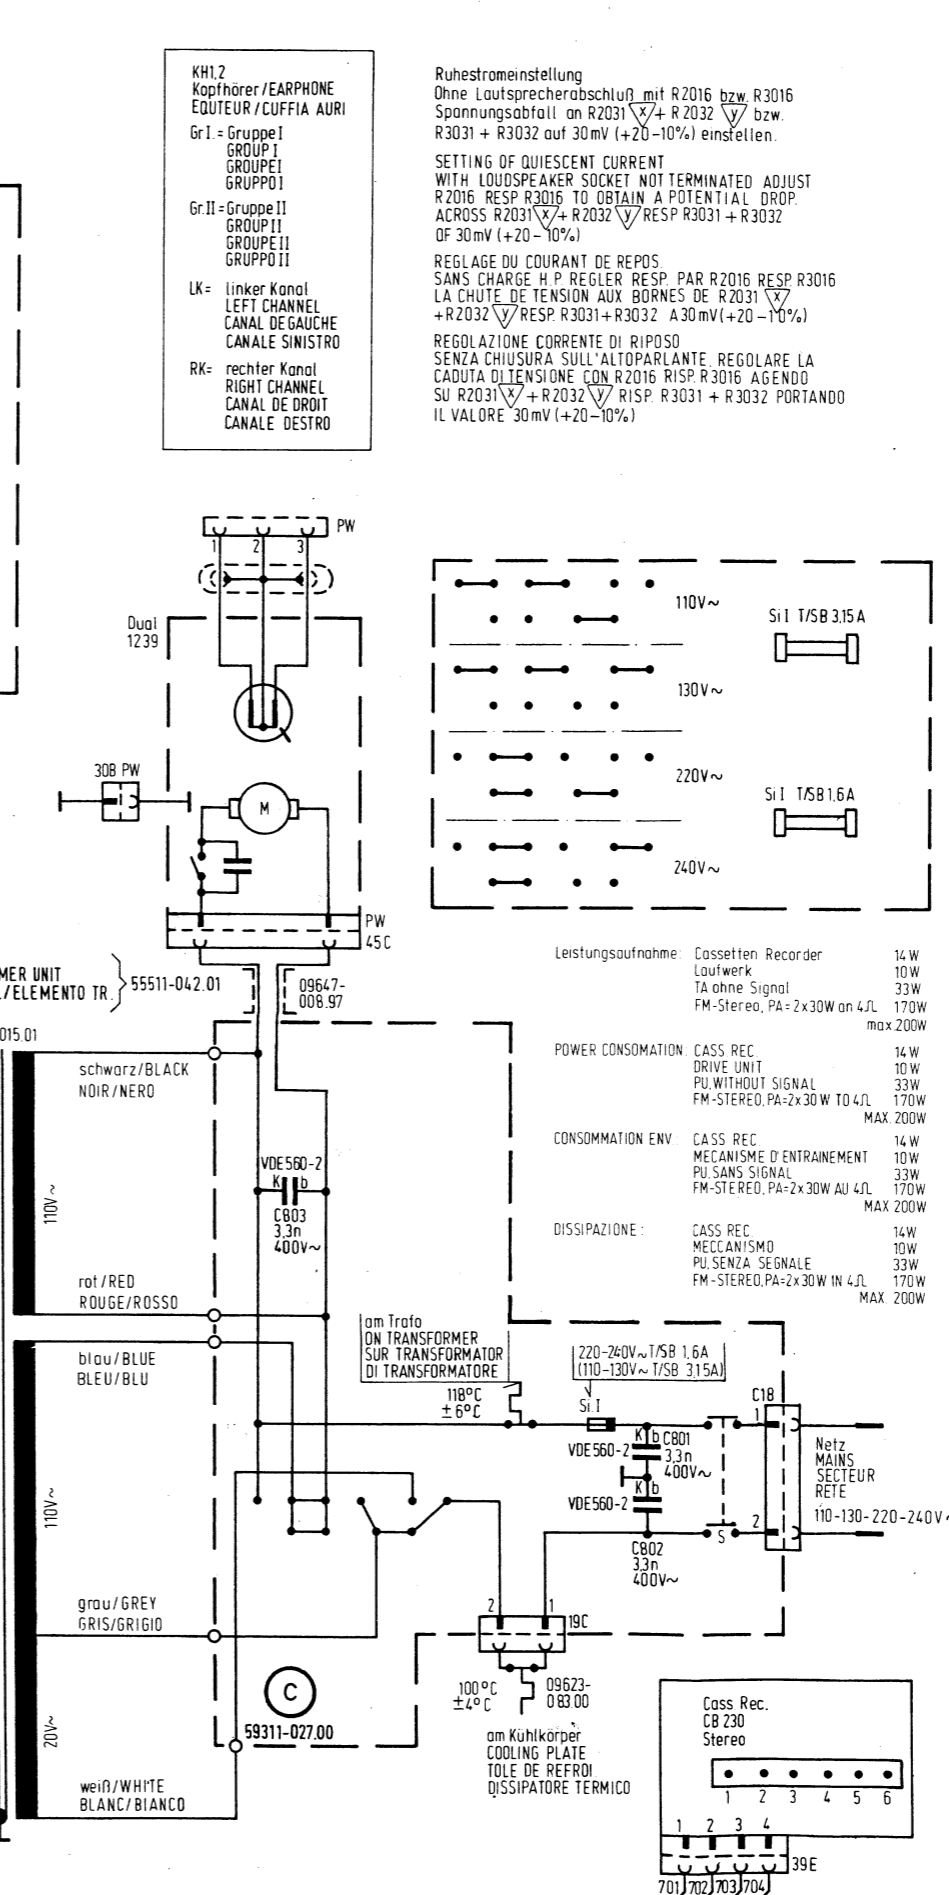 KH1,2
Kopfhörer/EARPHONE
EQUTEUR/CUFFIA AURI
Gr I. = Gruppe I
GROUP I
GROUPE I
GRUPPO I
Gr. II = Gruppe II
GROUP II
GROUPE II
GRUPPO II
LK = linker Kanal
LEFT CHANNEL
CANAL DE GAUCHE
CANALE SINISTRO
RK = rechter Kanal
RIGHT CHANNEL
CANAL DE DROIT
CANALE DESTRO
Ruhestromeinstellung
Ohne Lautsprecherabschluß mit R2016 bzw. R3016
Spannungsabfall an R2031 x + R2032 y bzw.
R3031 + R3032 auf 30mV (+20-10%) einstellen.
SETTING OF QUIESCENT CURRENT
WITH LOUDSPEAKER SOCKET NOT TERMINATED ADJUST
R2016 RESP R3016 TO OBTAIN A POTENTIAL DROP.
ACROSS R2031 x + R2032 y RESP R3031 + R3032
OF 30mV (+20-10%)
REGLAGE DU COURANT DE REPOS.
SANS CHARGE H.P. REGLER RESP. PAR R2016 RESP. R3016
LA CHUTE DE TENSION AUX BORNES DE R2031 x
+R2032 y RESP. R3031+R3032 A 30mV (+20-10%)
REGOLAZIONE CORRENTE DI RIPOSO
SENZA CHIUSURA SULL'ALTOPARLANTE, REGOLARE LA
CADUTA DI TENSIONE CON R2016 RISP. R3016 AGENDO
SU R2031 x + R2032 y RISP. R3031 + R3032 PORTANDO
IL VALORE 30mV (+20-10%)
PW
1 2 3
Dual
1239
30B PW
M
PW
45C
110V~
130V~
220V~
240V~
Si I T/SB 3,15A
Si I T/SB 1,6A
MER UNIT
L/ELEMENTO TR.
55511-042.01
09647-
008.97
015.01
schwarz/BLACK
NOIR/NERO
110V~
rot/RED
ROUGE/ROSSO
blau/BLUE
BLEU/BLU
110V~
grau/GREY
GRIS/GRIGIO
20V~
weiß/WHITE
BLANC/BIANCO
VDE560-2
K b
C803
3,3n
400V~
Leistungsaufnahme: Cassetten Recorder 14W
Laufwerk 10W
TA ohne Signal 33W
FM-Stereo, PA=2x30W an 4Ω 170W
max.200W
POWER CONSOMATION: CASS REC. 14W
DRIVE UNIT 10W
PU.WITHOUT SIGNAL 33W
FM-STEREO, PA=2x30W TO 4Ω 170W
MAX.200W
CONSOMMATION ENV.: CASS REC. 14W
MECANISME D'ENTRAINEMENT 10W
PU.SANS SIGNAL 33W
FM-STEREO, PA=2x30W AU 4Ω 170W
MAX 200W
DISSIPAZIONE: CASS REC. 14W
MECCANISMO 10W
PU.SENZA SEGNALE 33W
FM-STEREO, PA=2x30W IN 4Ω 170W
MAX. 200W
am Trafo
ON TRANSFORMER
SUR TRANSFORMATOR
DI TRANSFORMATORE
118°C
±6°C
220-240V~T/SB 1,6A
(110-130V~ T/SB 3,15A)
Si. I
K b
VDE560-2
C801
3,3n
400V~
K b
VDE560-2
C802
3,3n
400V~
S
C18
1
2
Netz
MAINS
SECTEUR
RETE
110-130-220-240V~
2 1
19C
100°C
±4°C
09623-
083.00
am Kühlkörper
COOLING PLATE
TOLE DE REFROI
DISSIPATORE TERMICO
C
59311-027.00
Cass. Rec.
CB 230
Stereo
1 2 3 4 5 6
1 2 3 4
39E
701 702 703 704